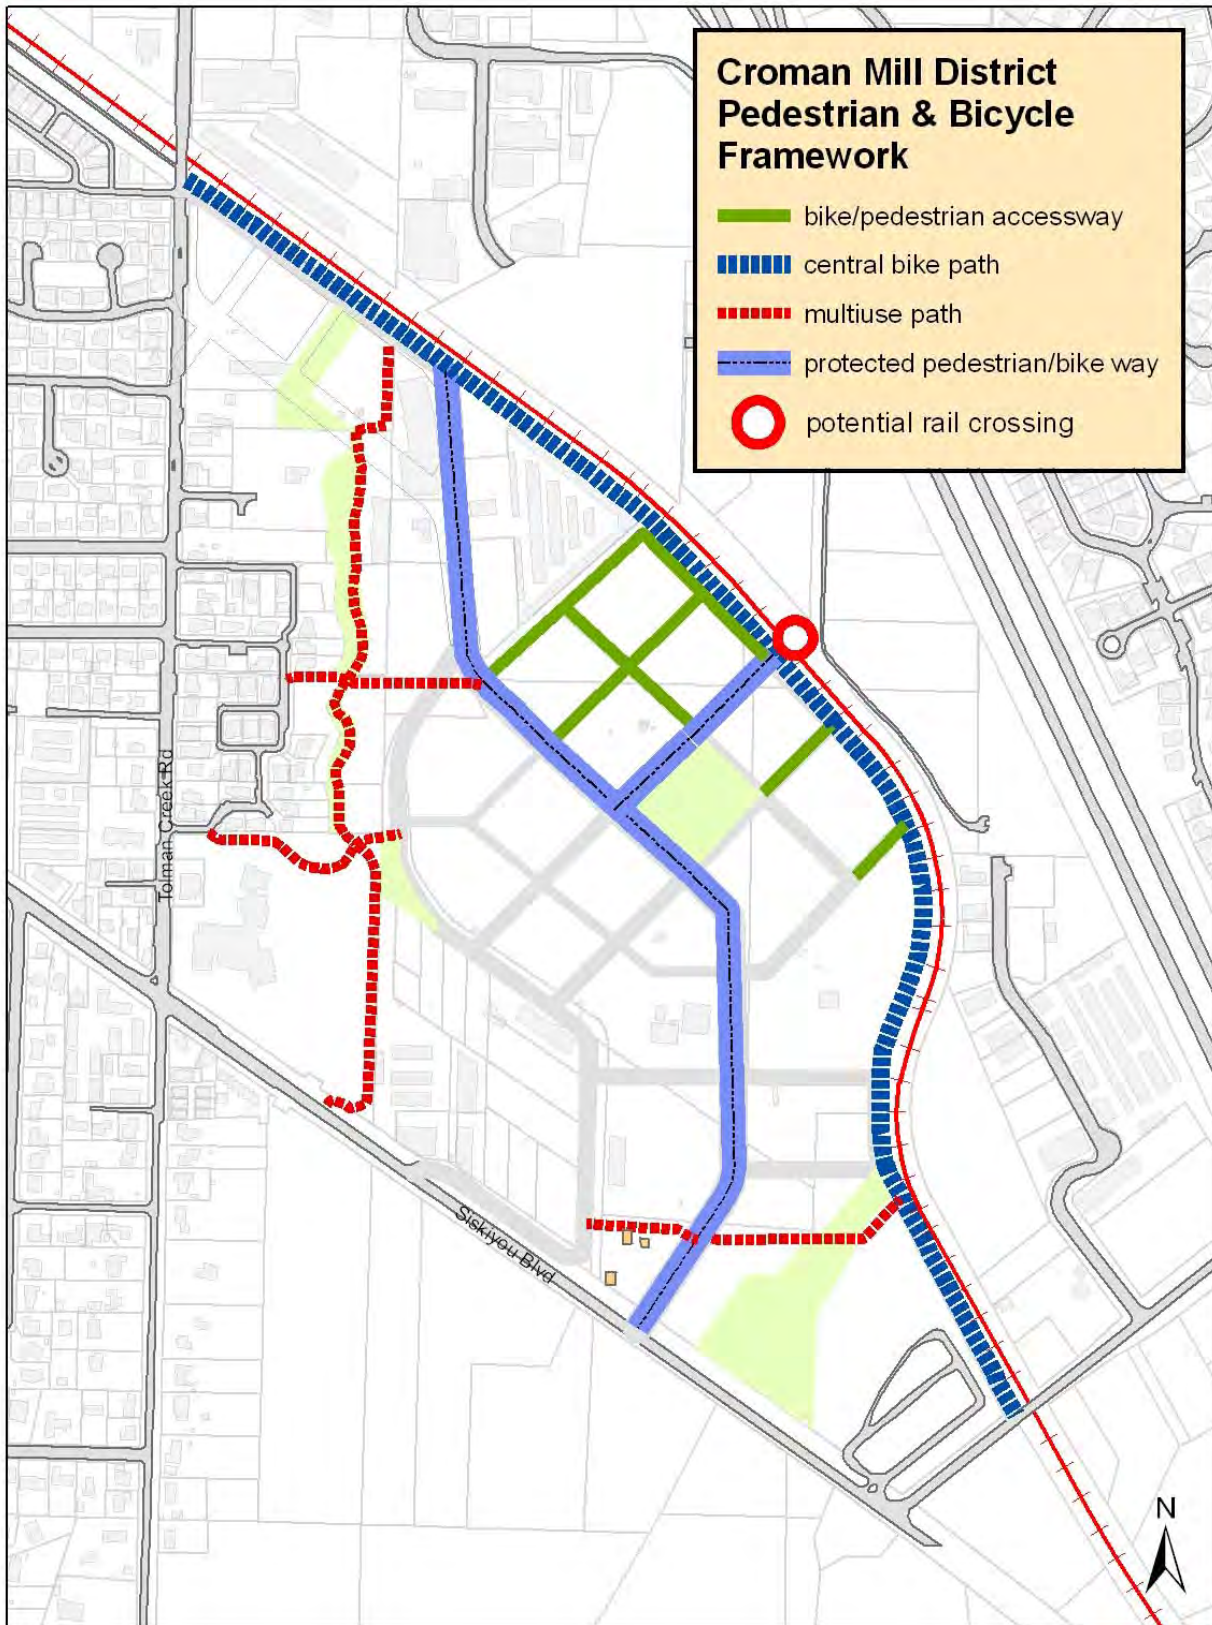 Croman Mill District
Pedestrian & Bicycle
Framework
bike/pedestrian accessway
central bike path
multiuse path
protected pedestrian/bike way
potential rail crossing
Tolman Creek Rd
Siskiyou Blvd
N